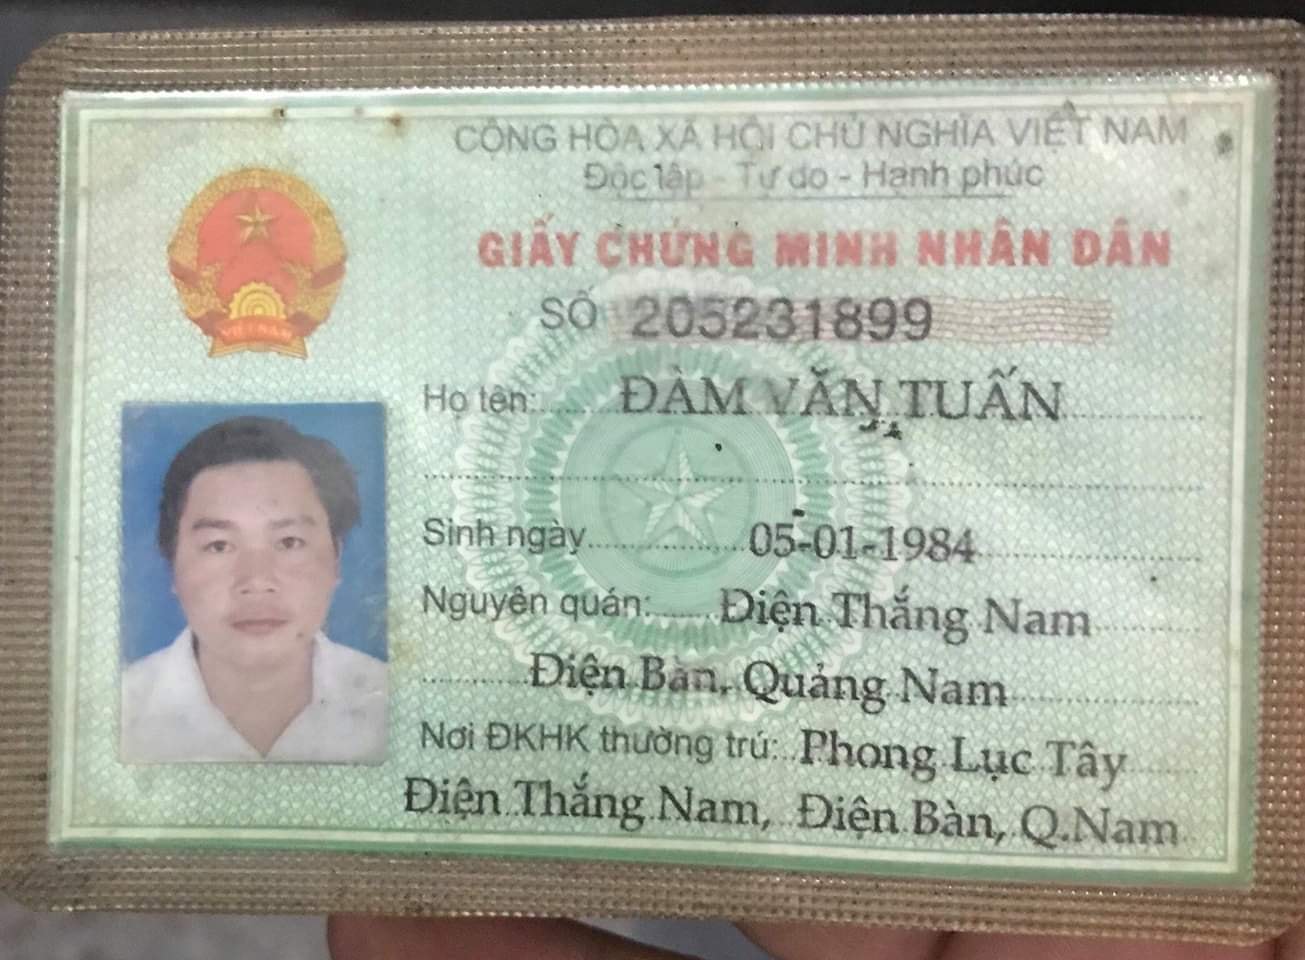 CỘNG HÒA XÃ HỘI CHỦ NGHĨA VIỆT NAM
Độc lập - Tự do - Hạnh phúc
GIẤY CHỨNG MINH NHÂN DÂN
SỐ 205231899
Họ tên: ĐÀM VĂN TUẤN
Sinh ngày 05-01-1984
Nguyên quán: Điện Thắng Nam
Điện Bàn, Quảng Nam
Nơi ĐKHK thường trú: Phong Lục Tây
Điện Thắng Nam, Điện Bàn, Q.Nam
VIỆT NAM